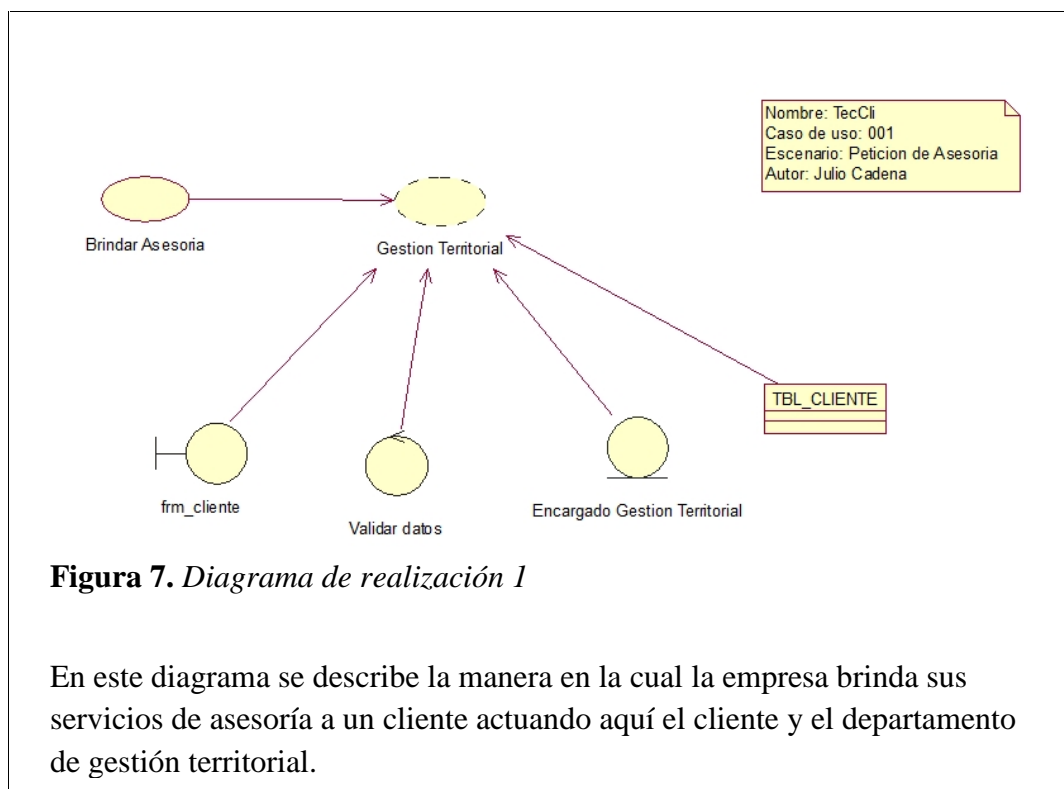 Nombre: TecCli
Caso de uso: 001
Escenario: Peticion de Asesoria
Autor: Julio Cadena
Brindar Asesoria
Gestion Territorial
TBL_CLIENTE
frm_cliente
Validar datos
Encargado Gestion Territorial
Figura 7. Diagrama de realización 1
En este diagrama se describe la manera en la cual la empresa brinda sus
servicios de asesoría a un cliente actuando aquí el cliente y el departamento
de gestión territorial.